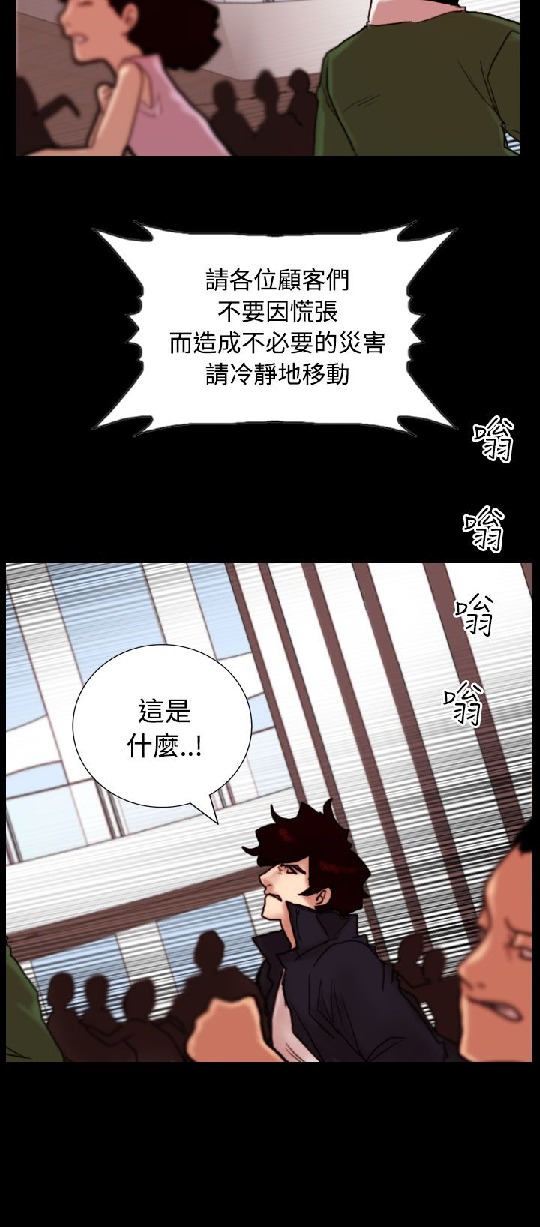 請各位顧客們
不要因慌張
而造成不必要的災害
請冷靜地移動
嗡
嗡
嗡
嗡
這是
什麼..!